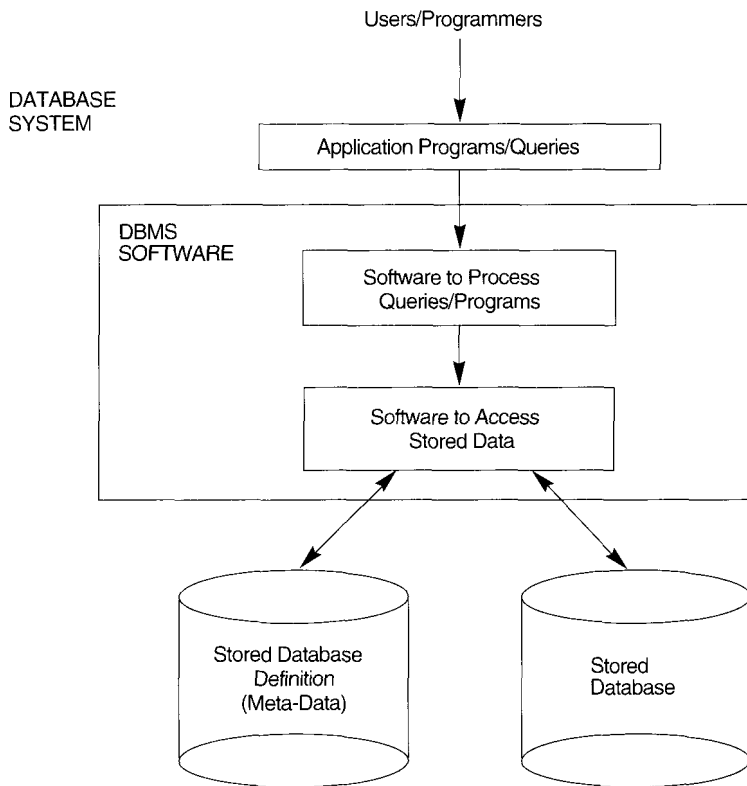 Users/Programmers
DATABASE
SYSTEM
Application Programs/Queries
DBMS
SOFTWARE
Software to Process
Queries/Programs
Software to Access
Stored Data
Stored Database
Definition
(Meta-Data)
Stored
Database